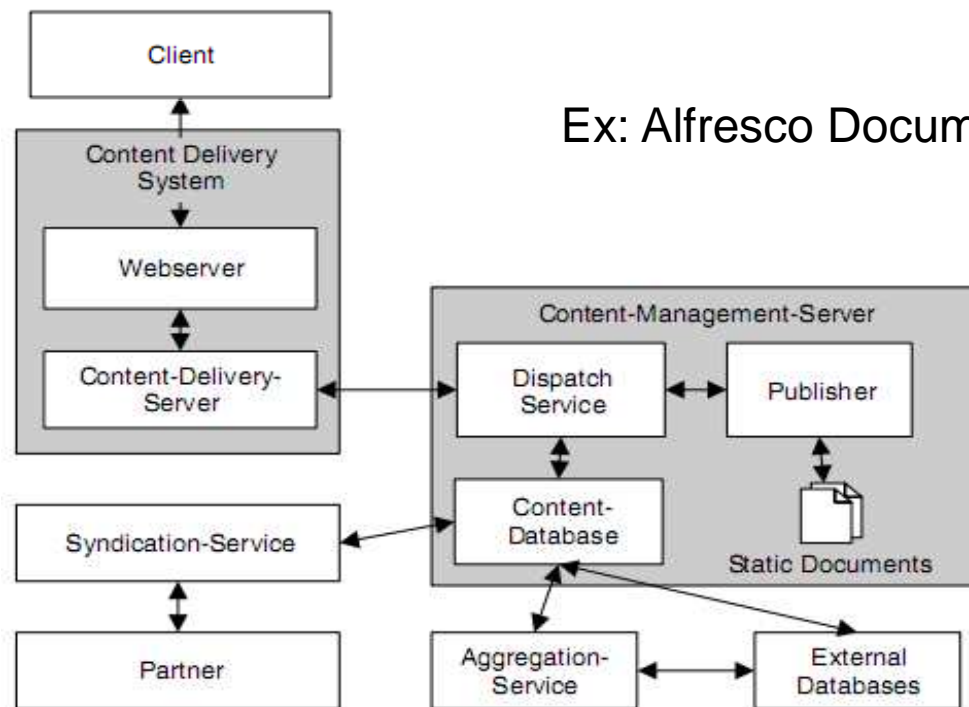 Client
Ex: Alfresco Docum
Content Delivery
System
Webserver
Content-Delivery-
Server
Content-Management-Server
Dispatch
Service
Publisher
Content-
Database
Static Documents
Syndication-Service
Partner
Aggregation-
Service
External
Databases